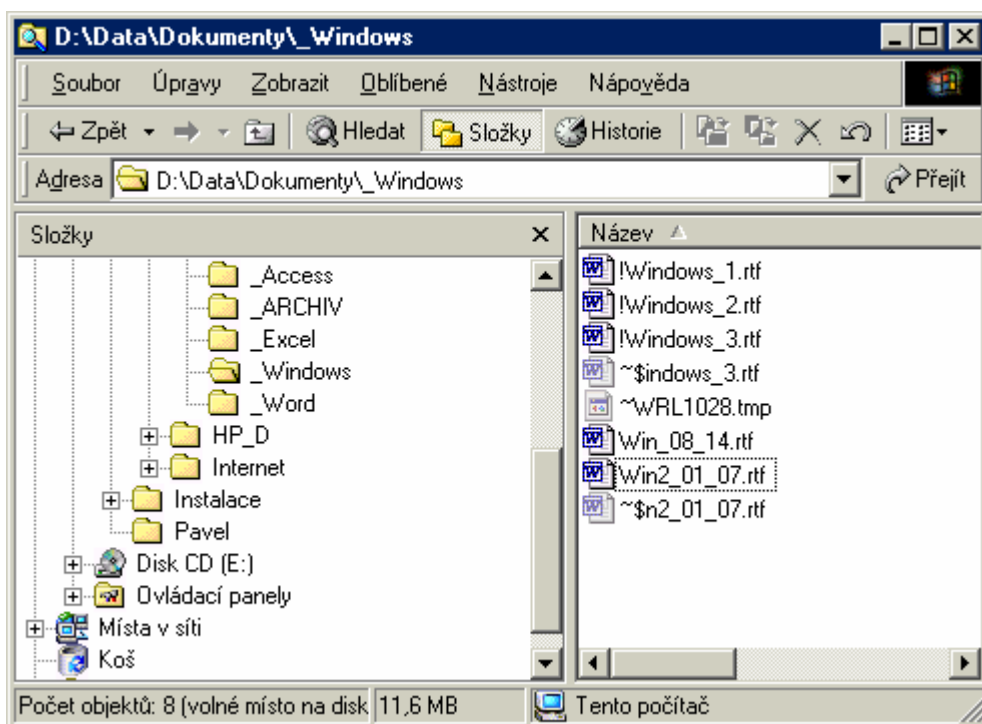 D:\Data\Dokumenty\_Windows
Soubor Úpravy Zobrazit Oblíbené Nástroje Nápověda
Zpět Hledat Složky Historie
Adresa D:\Data\Dokumenty\_Windows Přejít
Složky
_Access
_ARCHIV
_Excel
_Windows
_Word
HP_D
Internet
Instalace
Pavel
Disk CD (E:)
Ovládací panely
Místa v síti
Koš
Název
!Windows_1.rtf
!Windows_2.rtf
!Windows_3.rtf
~$indows_3.rtf
~WRL1028.tmp
Win_08_14.rtf
Win2_01_07.rtf
~$n2_01_07.rtf
Počet objektů: 8 (volné místo na disk 11,6 MB Tento počítač